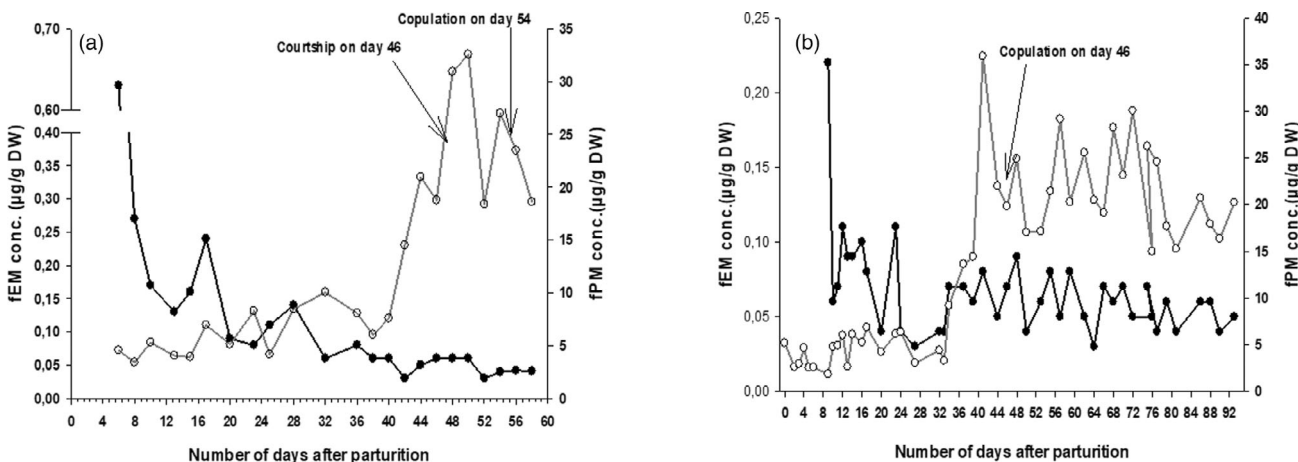 (a)
Copulation on day 54
Courtship on day 46
fEM conc.(µg/g DW)
0,70
0,60
0,40
0,35
0,30
0,25
0,20
0,15
0,10
0,05
0,00
0 4 8 12 16 20 24 28 32 36 40 44 48 52 56 60
35
30
25
20
15
10
5
0
fPM conc.(µg/g DW)
Number of days after parturition
(b)
Copulation on day 46
fEM conc.(µg/g DW)
0,25
0,20
0,15
0,10
0,05
0,00
0 4 8 12 16 20 24 28 32 36 40 44 48 52 56 60 64 68 72 76 80 84 88 92
40
35
30
25
20
15
10
5
0
fPM conc.(µg/g DW)
Number of days after parturition